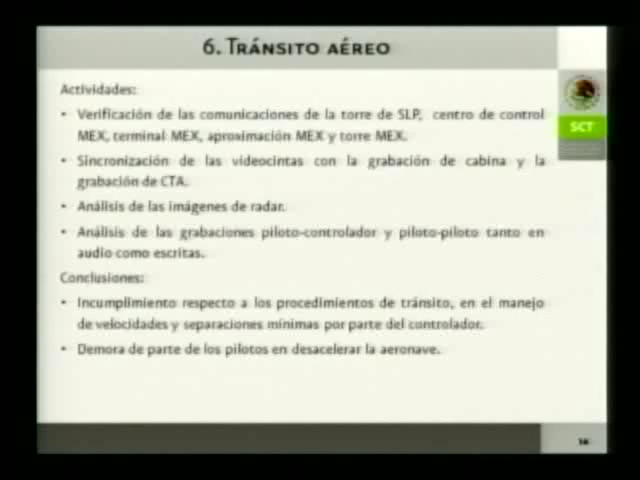 6. TRÁNSITO AÉREO
Actividades:
• Verificación de las comunicaciones de la torre de SLP, centro de control
MEX, terminal MEX, aproximación MEX y torre MEX.
• Sincronización de las videocintas con la grabación de cabina y la
grabación de CTA.
• Análisis de las imágenes de radar.
• Análisis de las grabaciones piloto-controlador y piloto-piloto tanto en
audio como escritas.
Conclusiones:
• Incumplimiento respecto a los procedimientos de tránsito, en el manejo
de velocidades y separaciones mínimas por parte del controlador.
• Demora de parte de los pilotos en desacelerar la aeronave.
SCT